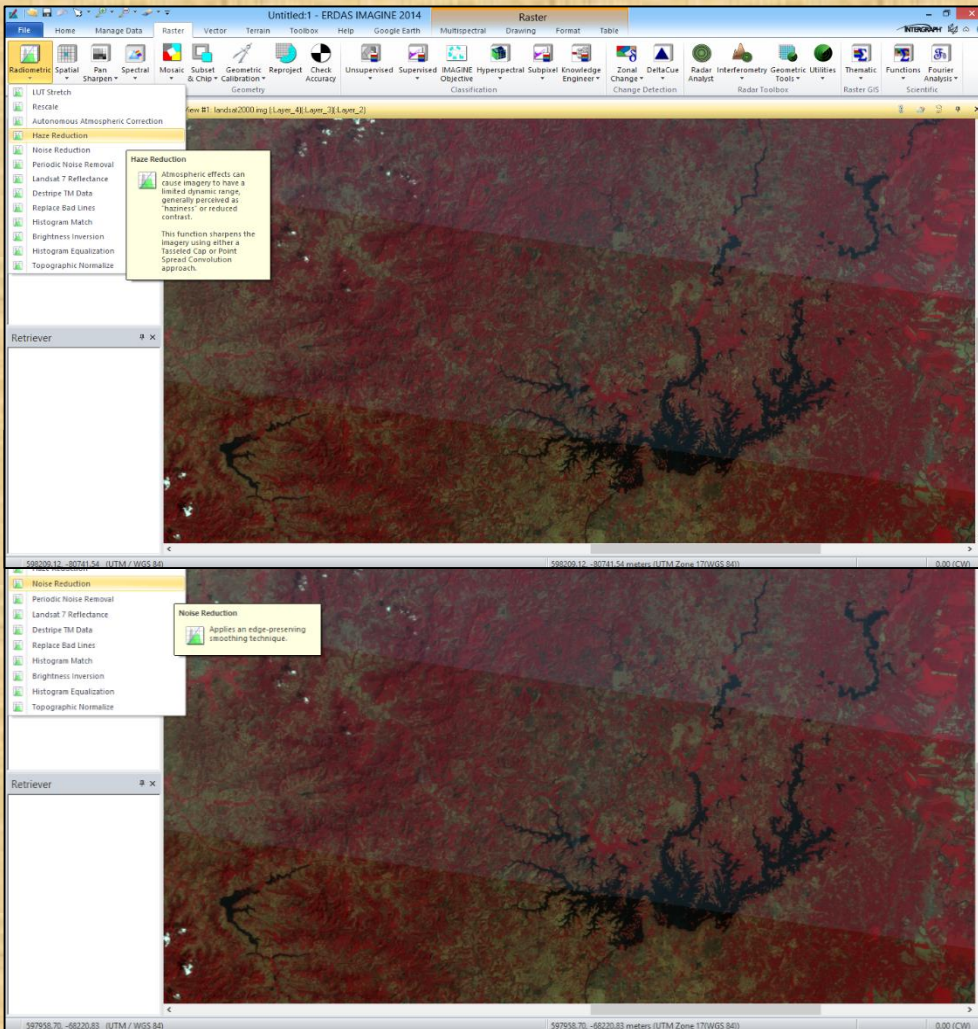 Untitled:1 - ERDAS IMAGINE 2014
Raster
File Home Manage Data Raster Vector Terrain Toolbox Help Google Earth Multispectral Drawing Format Table
INTERGRAPH
Radiometric Spatial Pan Sharpen Spectral Mosaic Subset & Chip Geometric Calibration Reproject Check Accuracy Unsupervised Supervised IMAGINE Objective Hyperspectral Subpixel Knowledge Engineer Zonal Change DeltaCue Radar Analyst Interferometry Geometric Tools Utilities Thematic Functions Fourier Analysis
Geometry Classification Change Detection Radar Toolbox Raster GIS Scientific
#1: landsat2000.img (:Layer_4)(:Layer_3)(:Layer_2)
LUT Stretch
Rescale
Autonomous Atmospheric Correction
Haze Reduction
Noise Reduction
Periodic Noise Removal
Landsat 7 Reflectance
Destripe TM Data
Replace Bad Lines
Histogram Match
Brightness Inversion
Histogram Equalization
Topographic Normalize
Haze Reduction
Atmospheric effects can
cause imagery to have a
limited dynamic range,
generally perceived as
"haziness" or reduced
contrast.
This function sharpens the
imagery using either a
Tasseled Cap or Point
Spread Convolution
approach.
Retriever
598209.12, -80741.54 (UTM / WGS 84) 598209.12, -80741.54 meters (UTM Zone 17(WGS 84)) 0.00 (CW)
Noise Reduction
Periodic Noise Removal
Landsat 7 Reflectance
Destripe TM Data
Replace Bad Lines
Histogram Match
Brightness Inversion
Histogram Equalization
Topographic Normalize
Noise Reduction
Applies an edge-preserving
smoothing technique.
Retriever
597958.70, -68220.83 (UTM / WGS 84) 597958.70, -68220.83 meters (UTM Zone 17(WGS 84)) 0.00 (CW)